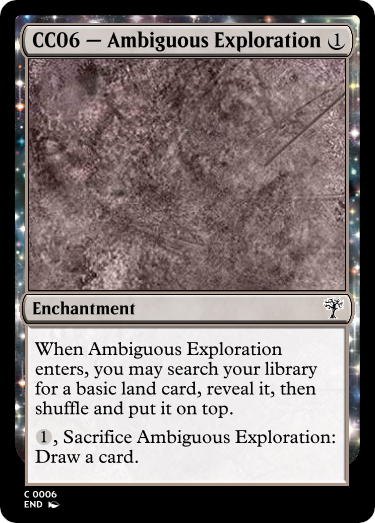 CC06 — Ambiguous Exploration 1
Enchantment
When Ambiguous Exploration
enters, you may search your library
for a basic land card, reveal it, then
shuffle and put it on top.
1, Sacrifice Ambiguous Exploration:
Draw a card.
C 0006
END